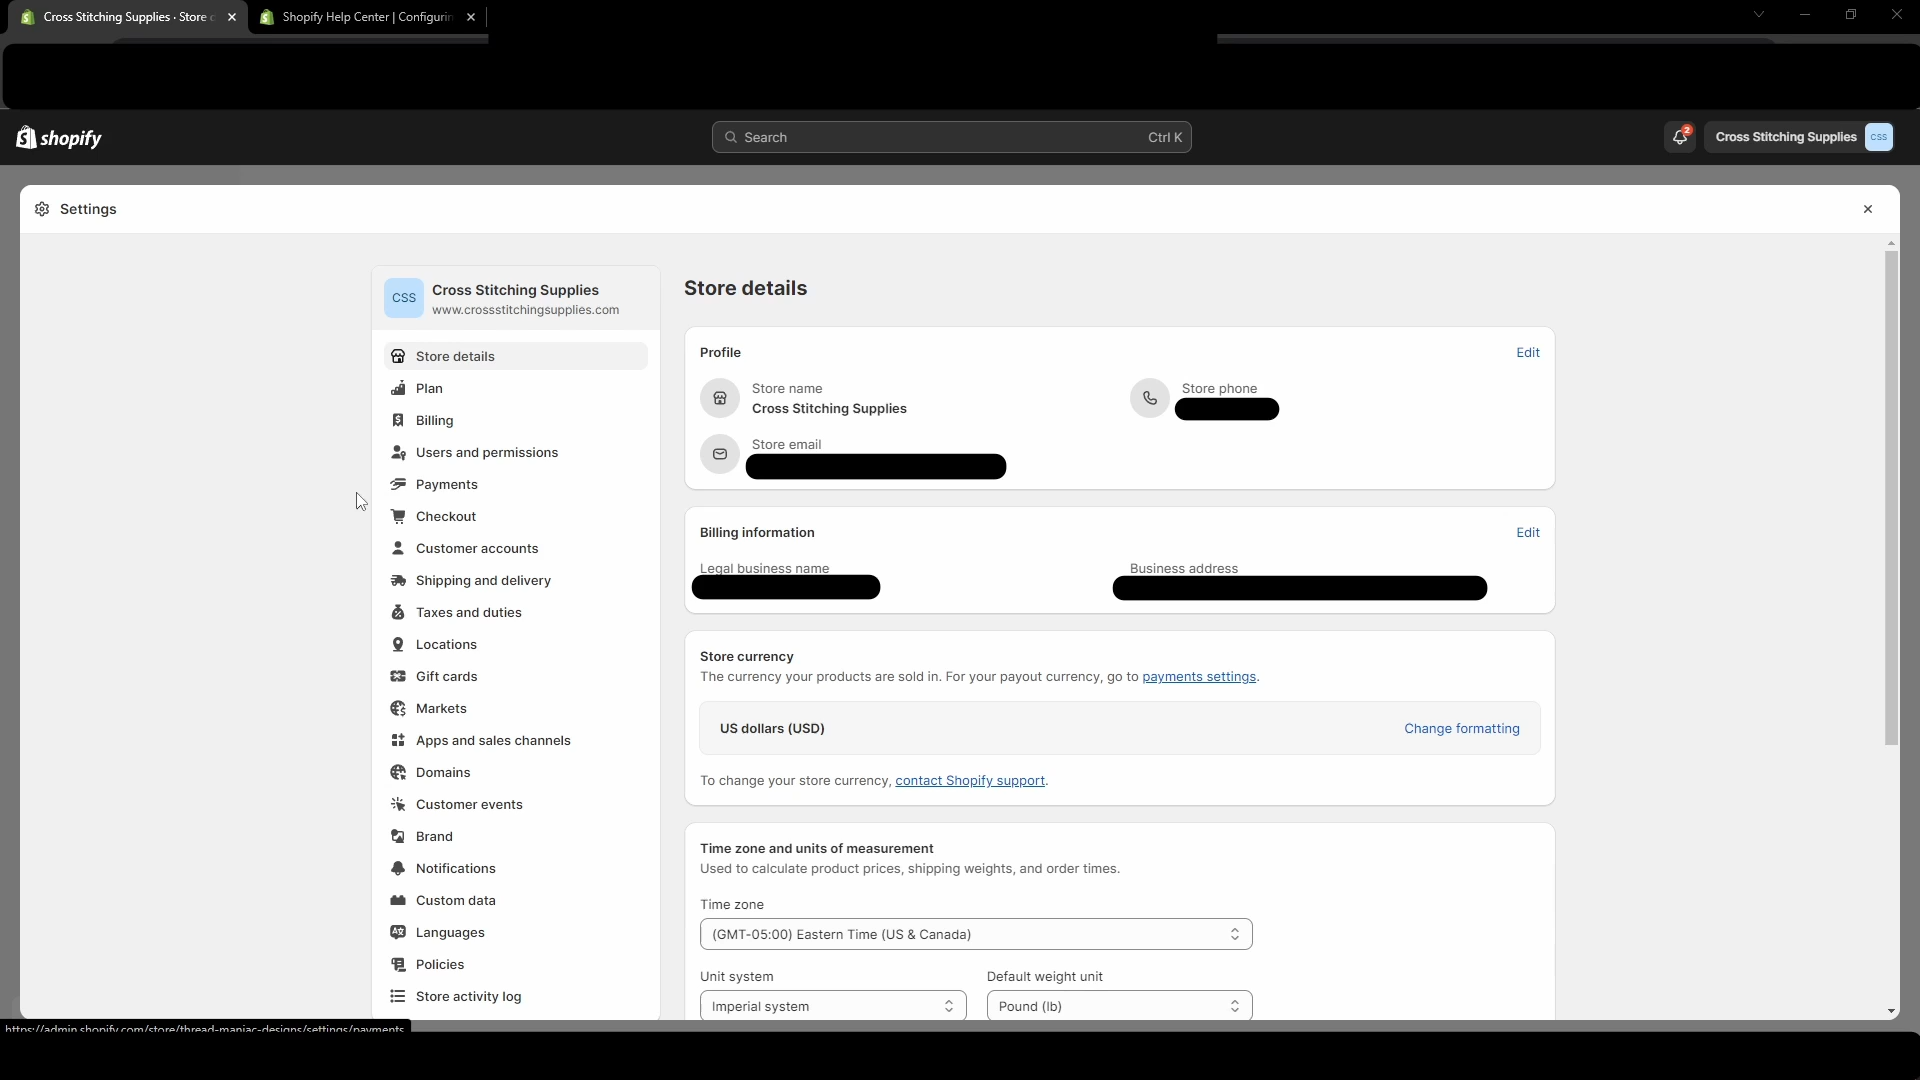 Cross Stitching Supplies · Store
Shopify Help Center | Configurin
shopify
Search
Ctrl K
2
Cross Stitching Supplies
CSS
Settings
CSS
Cross Stitching Supplies
www.crossstitchingsupplies.com
Store details
Plan
Billing
Users and permissions
Payments
Checkout
Customer accounts
Shipping and delivery
Taxes and duties
Locations
Gift cards
Markets
Apps and sales channels
Domains
Customer events
Brand
Notifications
Custom data
Languages
Policies
Store activity log
Store details
Profile
Edit
Store name
Cross Stitching Supplies
Store phone
Store email
Billing information
Edit
Legal business name
Business address
Store currency
The currency your products are sold in. For your payout currency, go to payments settings.
US dollars (USD)
Change formatting
To change your store currency, contact Shopify support.
Time zone and units of measurement
Used to calculate product prices, shipping weights, and order times.
Time zone
(GMT-05:00) Eastern Time (US & Canada)
Unit system
Default weight unit
Imperial system
Pound (lb)
https://admin.shopify.com/store/thread-maniac-designs/settings/payments